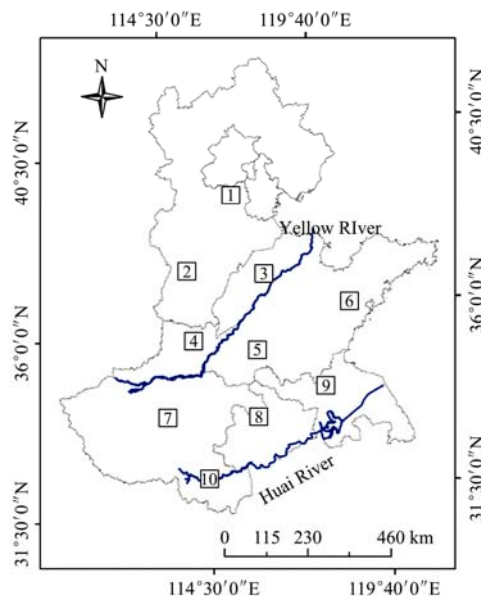 114°30′0″E 119°40′0″E
N
40°30′0″N
40°30′0″N
1
Yellow RIver
2
3
6
36°0′0″N
4
5
36°0′0″N
9
7
8
10
Huai River
31°30′0″N
31°30′0″N
0 115 230 460 km
114°30′0″E 119°40′0″E